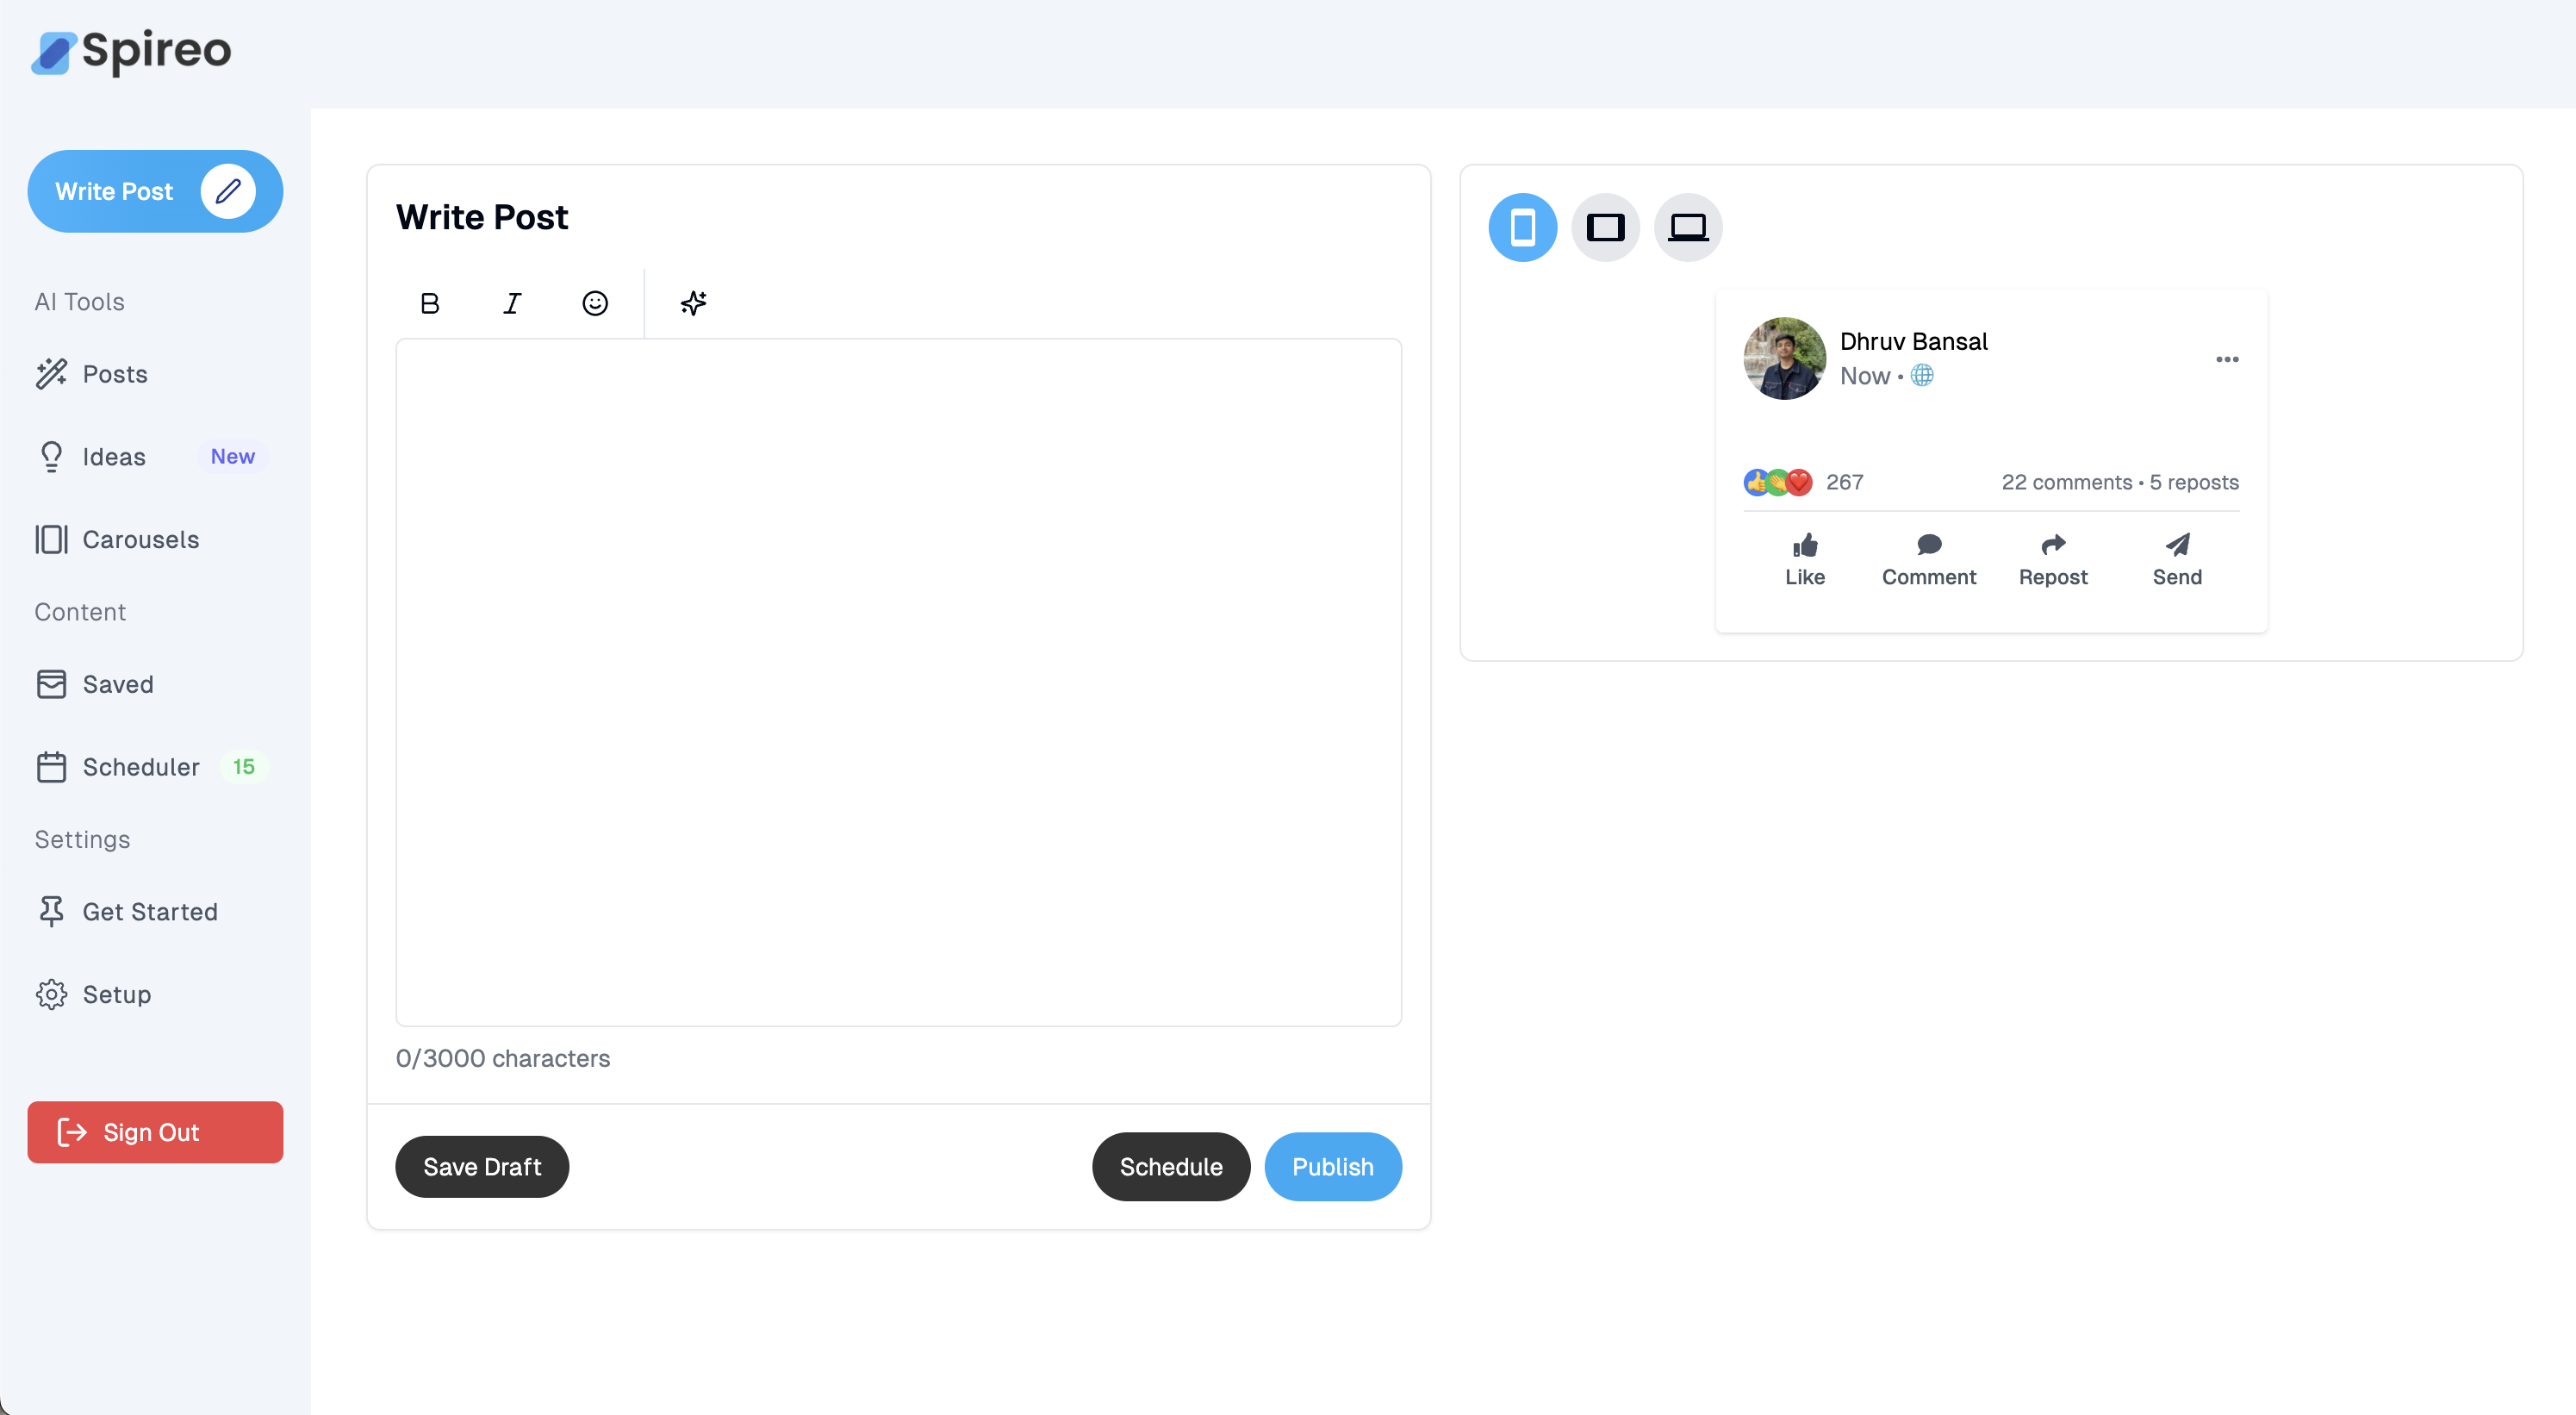 Spireo
Write Post
AI Tools
Posts
Ideas New
Carousels
Content
Saved
Scheduler 15
Settings
Get Started
Setup
Sign Out
Write Post
B I
0/3000 characters
Save Draft
Schedule
Publish
Dhruv Bansal
Now •
267
22 comments • 5 reposts
Like
Comment
Repost
Send